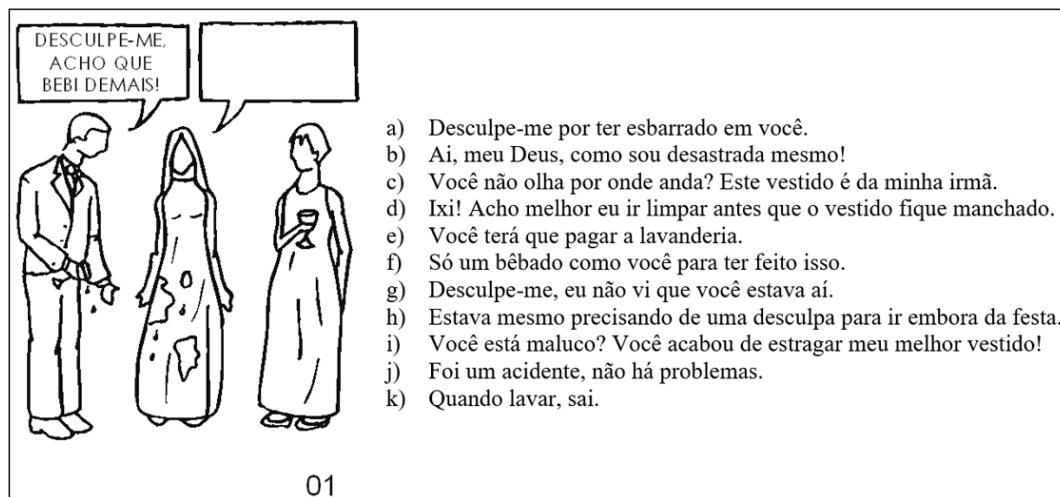 DESCULPE-ME,
ACHO QUE
BEBI DEMAIS!
a) Desculpe-me por ter esbarrado em você.
b) Ai, meu Deus, como sou desastrada mesmo!
c) Você não olha por onde anda? Este vestido é da minha irmã.
d) Ixi! Acho melhor eu ir limpar antes que o vestido fique manchado.
e) Você terá que pagar a lavanderia.
f) Só um bêbado como você para ter feito isso.
g) Desculpe-me, eu não vi que você estava aí.
h) Estava mesmo precisando de uma desculpa para ir embora da festa.
i) Você está maluco? Você acabou de estragar meu melhor vestido!
j) Foi um acidente, não há problemas.
k) Quando lavar, sai.
01